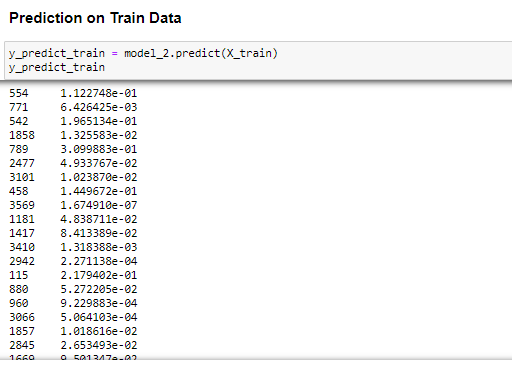 Prediction on Train Data
y_predict_train = model_2.predict(X_train)
y_predict_train
554 1.122748e-01
771 6.426425e-03
542 1.965134e-01
1858 1.325583e-02
789 3.099883e-01
2477 4.933767e-02
3101 1.023870e-02
458 1.449672e-01
3569 1.674910e-07
1181 4.838711e-02
1417 8.413389e-02
3410 1.318388e-03
2942 2.271138e-04
115 2.179402e-01
880 5.272205e-02
960 9.229883e-04
3066 5.064103e-04
1857 1.018616e-02
2845 2.653493e-02
1669 9.501347e-02